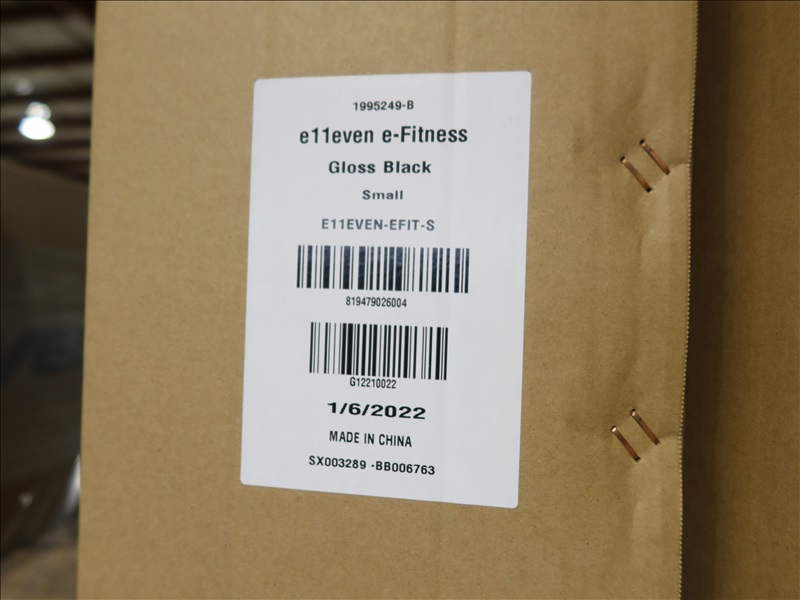 1995249-B
e11even e-Fitness
Gloss Black
Small
E11EVEN-EFIT-S
819479026004
G12210022
1/6/2022
MADE IN CHINA
SX003289 -BB006763